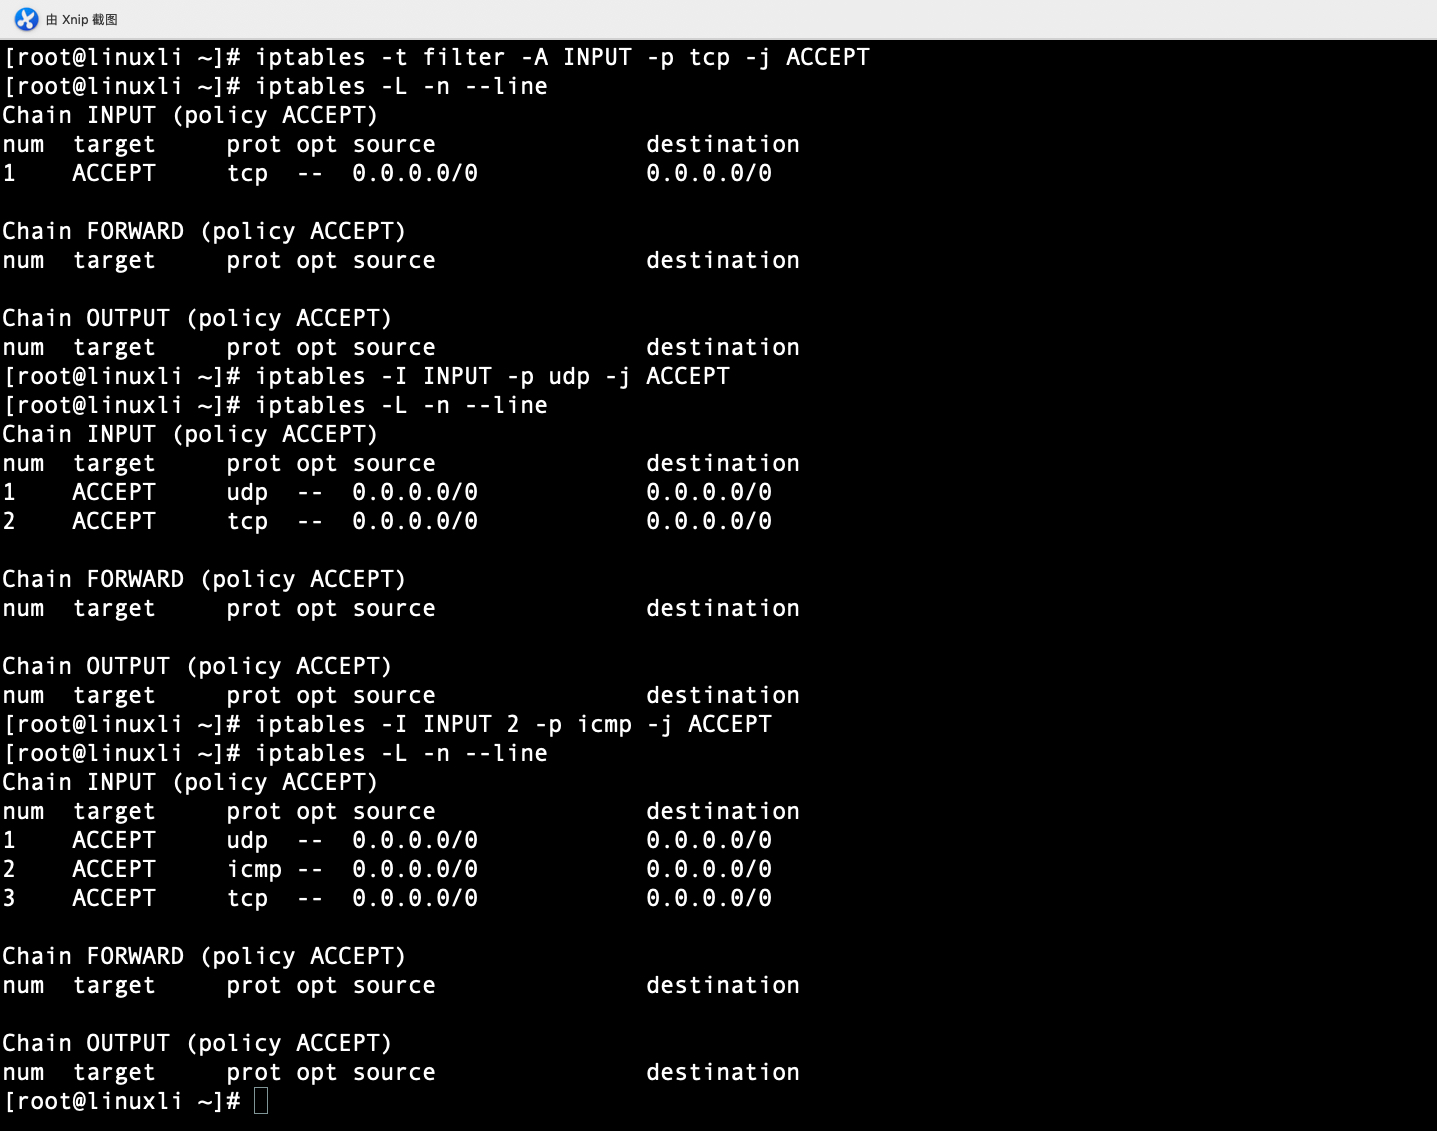 由 Xnip 截图
[root@linuxli ~]# iptables -t filter -A INPUT -p tcp -j ACCEPT
[root@linuxli ~]# iptables -L -n --line
Chain INPUT (policy ACCEPT)
num  target     prot opt source               destination
1    ACCEPT     tcp  --  0.0.0.0/0            0.0.0.0/0

Chain FORWARD (policy ACCEPT)
num  target     prot opt source               destination

Chain OUTPUT (policy ACCEPT)
num  target     prot opt source               destination
[root@linuxli ~]# iptables -I INPUT -p udp -j ACCEPT
[root@linuxli ~]# iptables -L -n --line
Chain INPUT (policy ACCEPT)
num  target     prot opt source               destination
1    ACCEPT     udp  --  0.0.0.0/0            0.0.0.0/0
2    ACCEPT     tcp  --  0.0.0.0/0            0.0.0.0/0

Chain FORWARD (policy ACCEPT)
num  target     prot opt source               destination

Chain OUTPUT (policy ACCEPT)
num  target     prot opt source               destination
[root@linuxli ~]# iptables -I INPUT 2 -p icmp -j ACCEPT
[root@linuxli ~]# iptables -L -n --line
Chain INPUT (policy ACCEPT)
num  target     prot opt source               destination
1    ACCEPT     udp  --  0.0.0.0/0            0.0.0.0/0
2    ACCEPT     icmp --  0.0.0.0/0            0.0.0.0/0
3    ACCEPT     tcp  --  0.0.0.0/0            0.0.0.0/0

Chain FORWARD (policy ACCEPT)
num  target     prot opt source               destination

Chain OUTPUT (policy ACCEPT)
num  target     prot opt source               destination
[root@linuxli ~]#